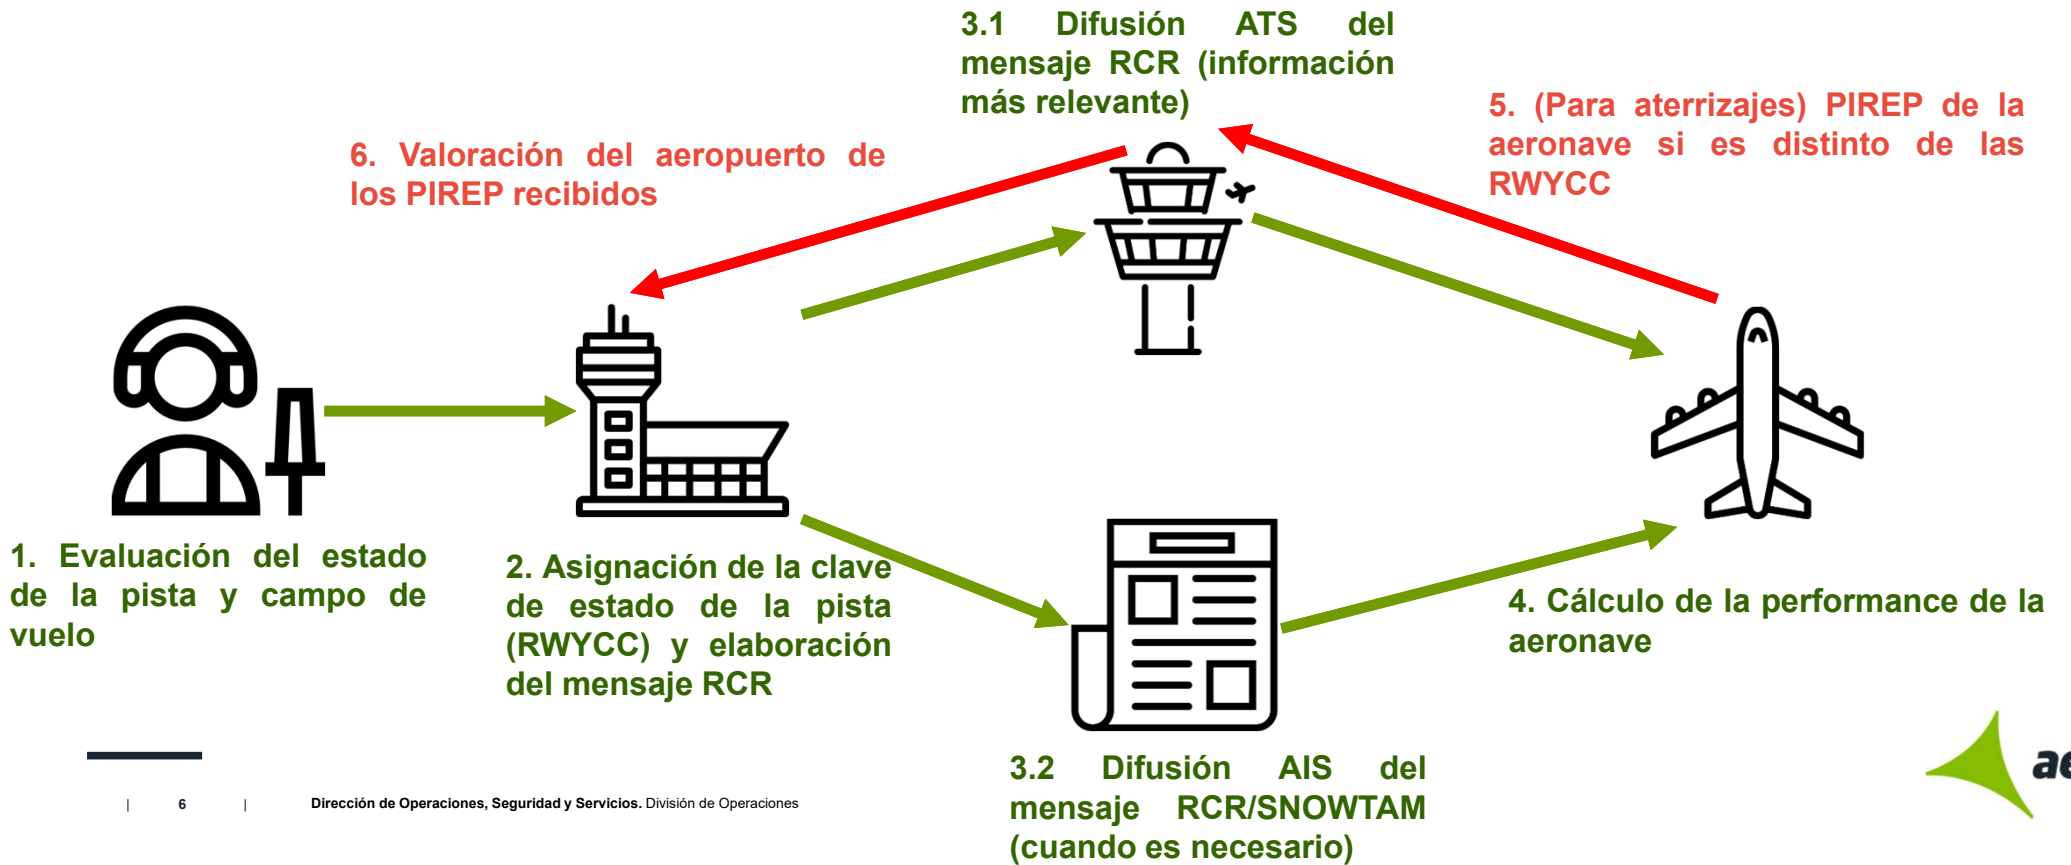 3.1 Difusión ATS del
mensaje RCR (información
más relevante)
5. (Para aterrizajes) PIREP de la
aeronave si es distinto de las
RWYCC
6. Valoración del aeropuerto de
los PIREP recibidos
1. Evaluación del estado
de la pista y campo de
vuelo
2. Asignación de la clave
de estado de la pista
(RWYCC) y elaboración
del mensaje RCR
4. Cálculo de la performance de la
aeronave
3.2 Difusión AIS del
mensaje RCR/SNOWTAM
(cuando es necesario)
| 6 | Dirección de Operaciones, Seguridad y Servicios. División de Operaciones